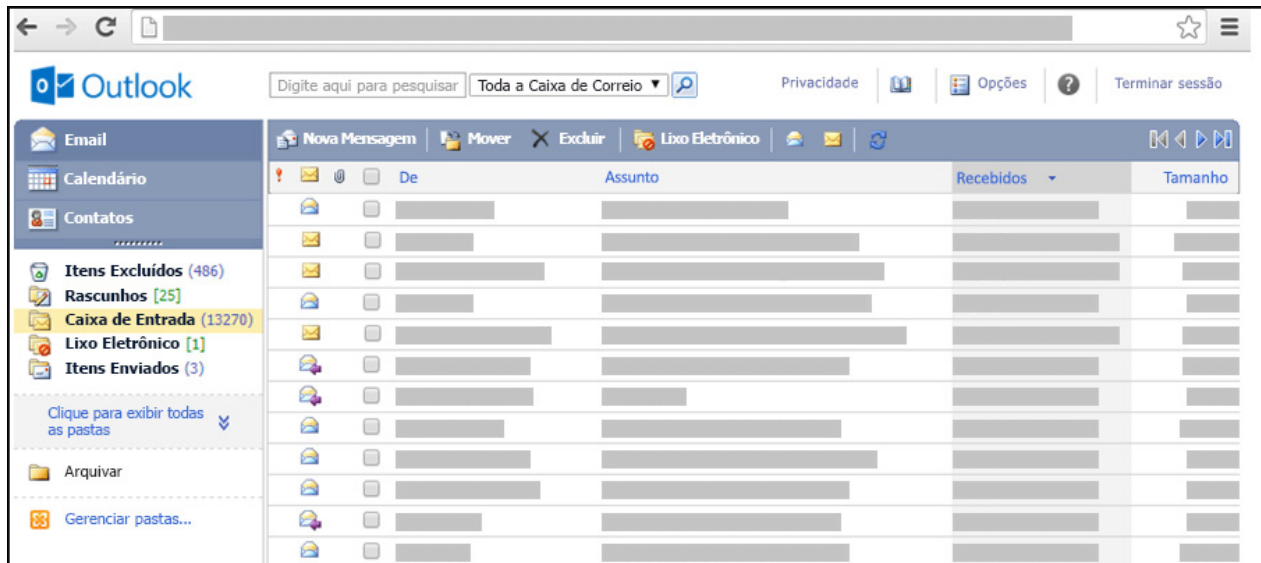 Outlook
Digite aqui para pesquisar Toda a Caixa de Correio Privacidade Opções ? Terminar sessão
Email
Calendário
Contatos
Itens Excluídos (486)
Rascunhos [25]
Caixa de Entrada (13270)
Lixo Eletrônico [1]
Itens Enviados (3)
Clique para exibir todas
as pastas
Arquivar
Gerenciar pastas...
Nova Mensagem Mover Excluir Lixo Eletrônico
! De Assunto Recebidos Tamanho